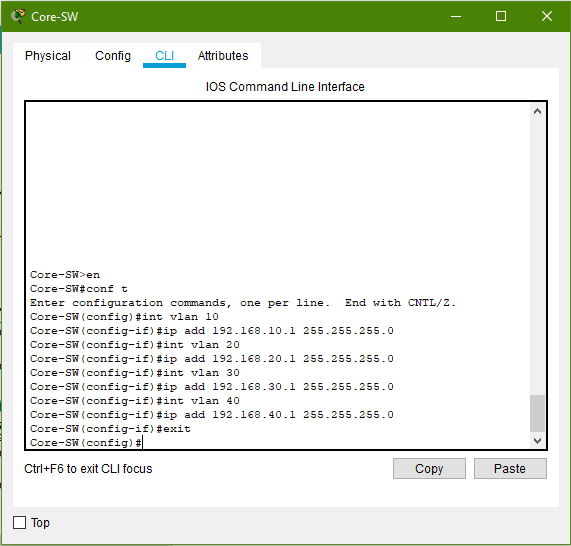 Core-SW
Physical Config CLI Attributes
IOS Command Line Interface
Core-SW>en
Core-SW#conf t
Enter configuration commands, one per line.  End with CNTL/Z.
Core-SW(config)#int vlan 10
Core-SW(config-if)#ip add 192.168.10.1 255.255.255.0
Core-SW(config-if)#int vlan 20
Core-SW(config-if)#ip add 192.168.20.1 255.255.255.0
Core-SW(config-if)#int vlan 30
Core-SW(config-if)#ip add 192.168.30.1 255.255.255.0
Core-SW(config-if)#int vlan 40
Core-SW(config-if)#ip add 192.168.40.1 255.255.255.0
Core-SW(config-if)#exit
Core-SW(config)#
Ctrl+F6 to exit CLI focus Copy Paste
Top